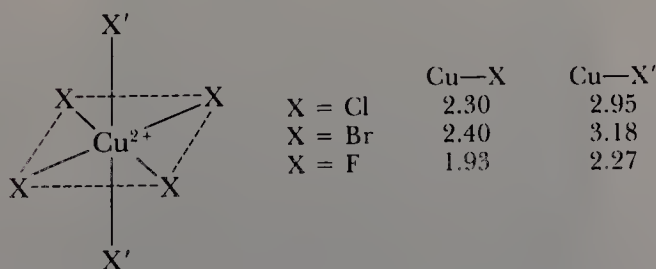 X'
X X
Cu²⁺
X X
X'
Cu—X Cu—X'
X = Cl 2.30 2.95
X = Br 2.40 3.18
X = F 1.93 2.27